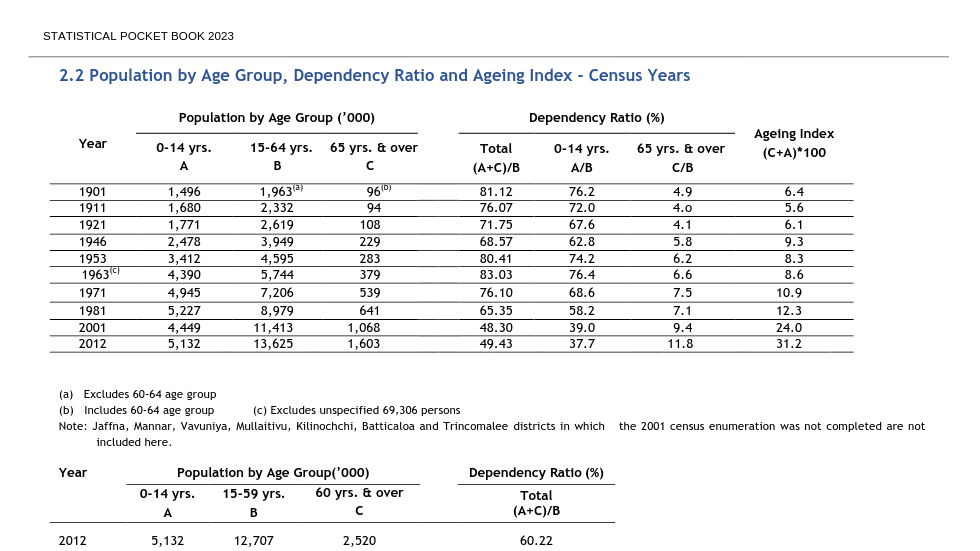 STATISTICAL POCKET BOOK 2023
2.2 Population by Age Group, Dependency Ratio and Ageing Index - Census Years
Year Population by Age Group (’000) Dependency Ratio (%) Ageing Index (C+A)*100
0-14 yrs. 15-64 yrs. 65 yrs. & over Total 0-14 yrs. 65 yrs. & over
A B C (A+C)/B A/B C/B
1901 1,496 1,963(a) 96(b) 81.12 76.2 4.9 6.4
1911 1,680 2,332 94 76.07 72.0 4.o 5.6
1921 1,771 2,619 108 71.75 67.6 4.1 6.1
1946 2,478 3,949 229 68.57 62.8 5.8 9.3
1953 3,412 4,595 283 80.41 74.2 6.2 8.3
1963(c) 4,390 5,744 379 83.03 76.4 6.6 8.6
1971 4,945 7,206 539 76.10 68.6 7.5 10.9
1981 5,227 8,979 641 65.35 58.2 7.1 12.3
2001 4,449 11,413 1,068 48.30 39.0 9.4 24.0
2012 5,132 13,625 1,603 49.43 37.7 11.8 31.2
(a) Excludes 60-64 age group
(b) Includes 60-64 age group (c) Excludes unspecified 69,306 persons
Note: Jaffna, Mannar, Vavuniya, Mullaitivu, Kilinochchi, Batticaloa and Trincomalee districts in which the 2001 census enumeration was not completed are not
included here.
Year Population by Age Group(’000) Dependency Ratio (%)
0-14 yrs. 15-59 yrs. 60 yrs. & over Total
A B C (A+C)/B
2012 5,132 12,707 2,520 60.22